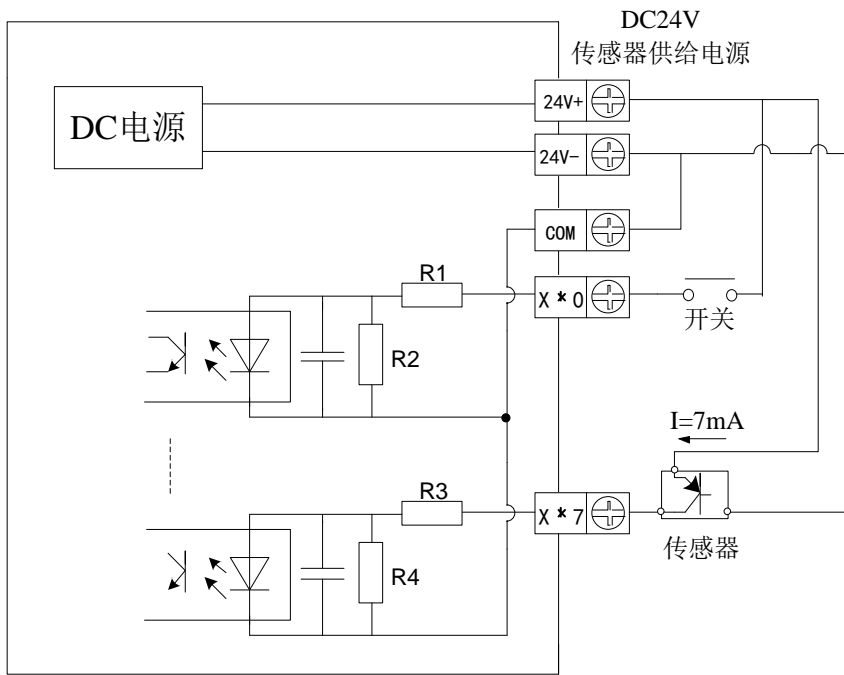 DC24V
传感器供给电源
24V+
DC电源
24V-
COM
R1
X * 0
开关
R2
I=7mA
R3
X * 7
传感器
R4